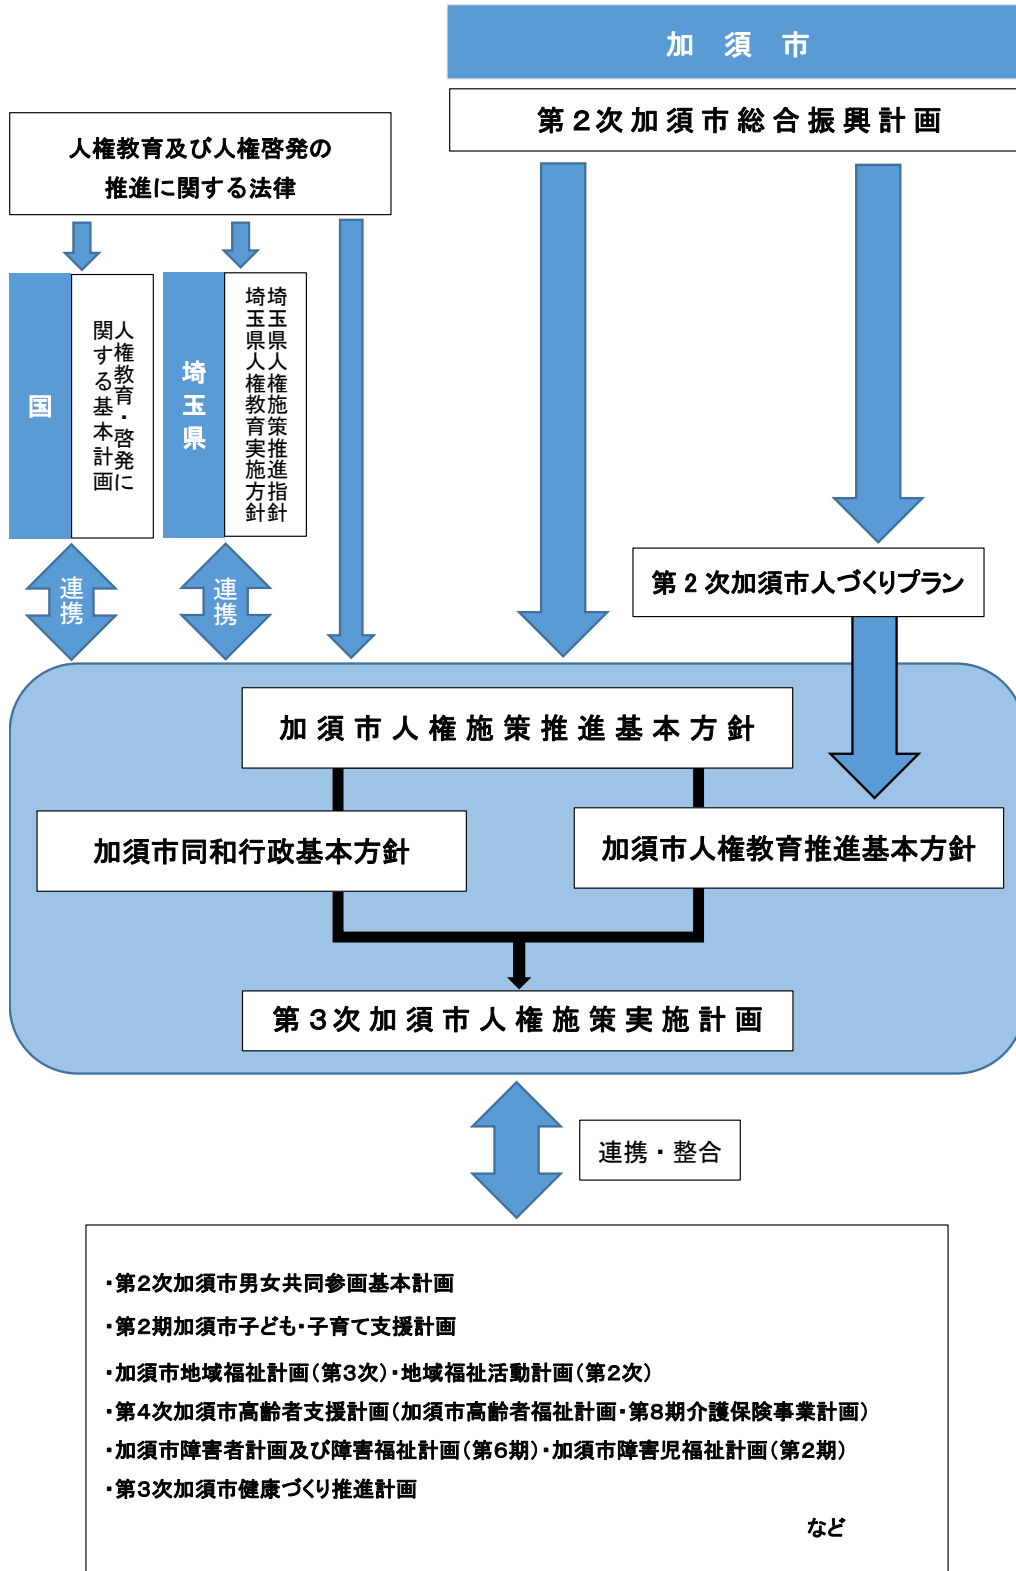 加須市
第2次加須市総合振興計画
人権教育及び人権啓発の
推進に関する法律
国
人権教育・啓発に
関する基本計画
埼玉県
埼玉県人権施策推進指針
埼玉県人権教育実施方針
連携
連携
第2次加須市人づくりプラン
加須市人権施策推進基本方針
加須市同和行政基本方針
加須市人権教育推進基本方針
第3次加須市人権施策実施計画
連携・整合
・第2次加須市男女共同参画基本計画
・第2期加須市子ども・子育て支援計画
・加須市地域福祉計画(第3次)・地域福祉活動計画(第2次)
・第4次加須市高齢者支援計画(加須市高齢者福祉計画・第8期介護保険事業計画)
・加須市障害者計画及び障害福祉計画(第6期)・加須市障害児福祉計画(第2期)
・第3次加須市健康づくり推進計画
など